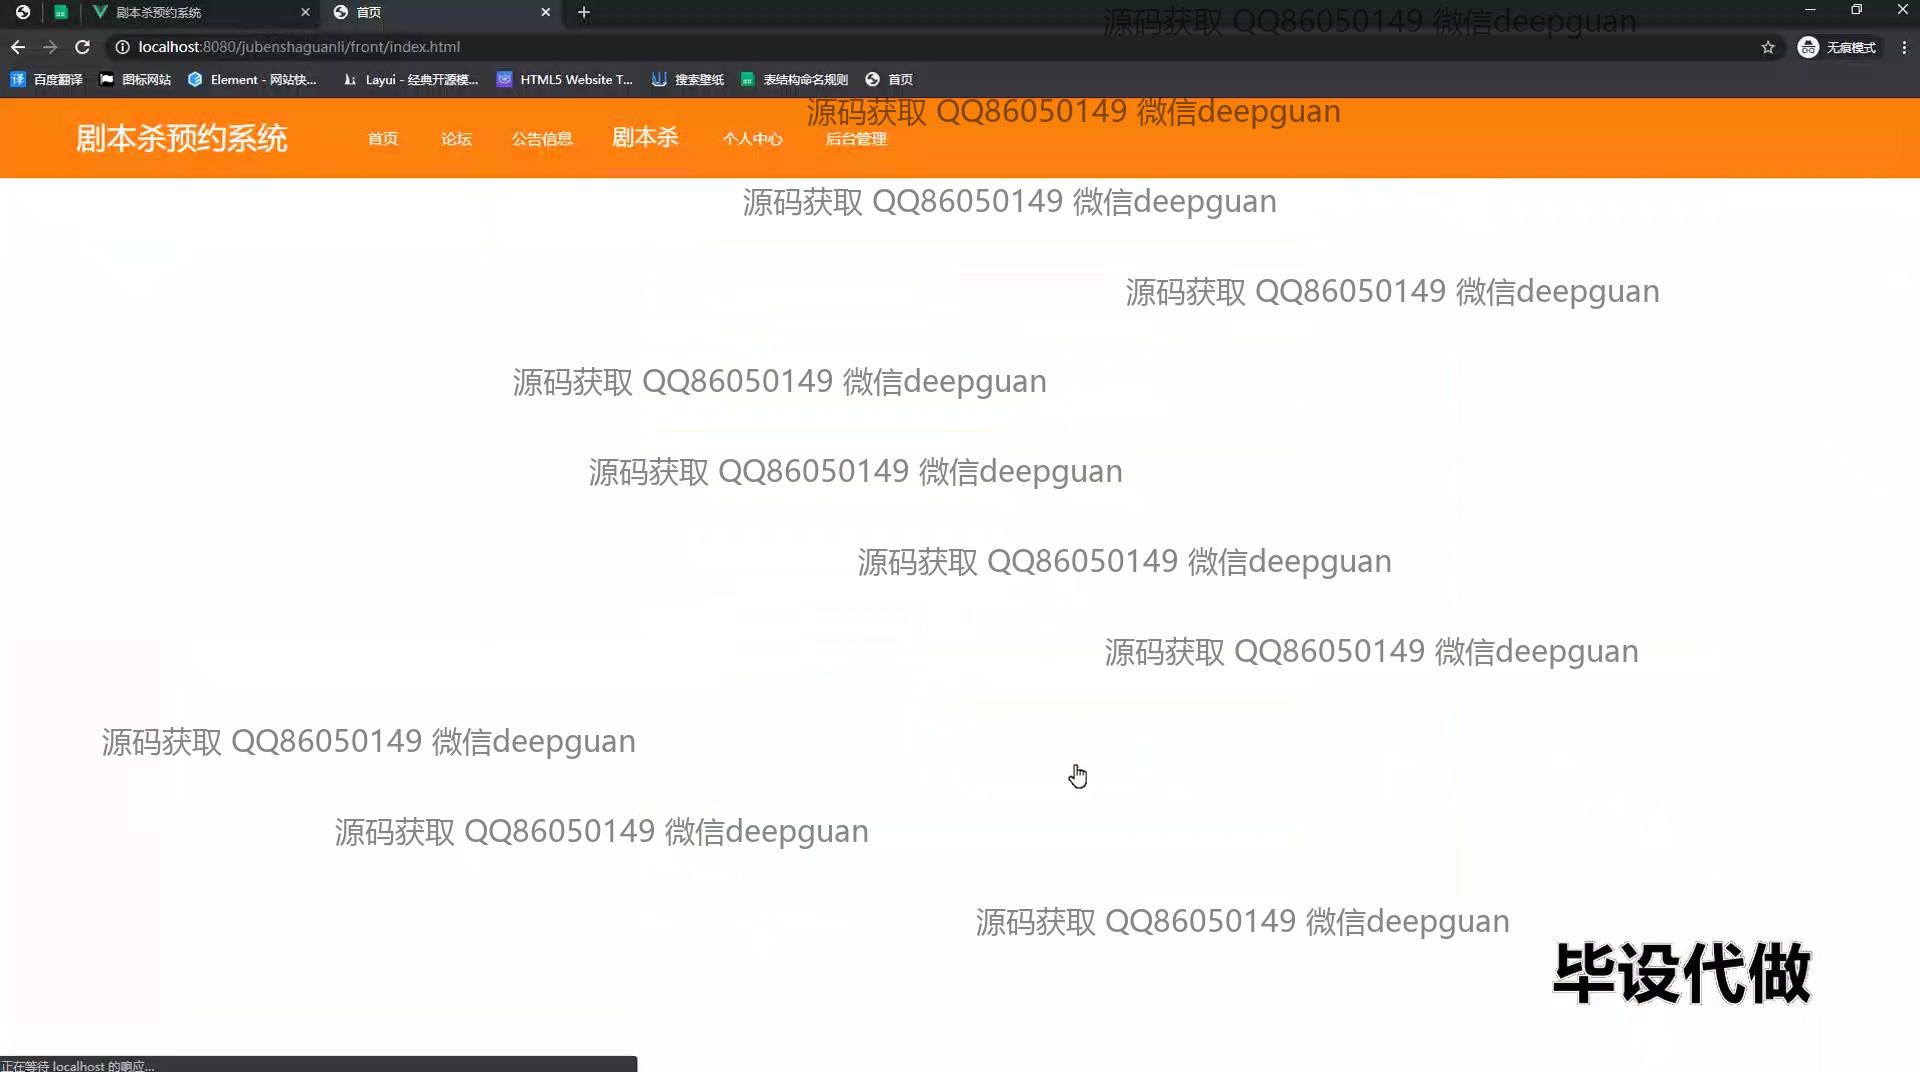 剧本杀预约系统 首页
源码获取 QQ86050149 微信deepguan
localhost:8080/jubenshaguanli/front/index.html 无痕模式
百度翻译 图标网站 Element - 网站快... Layui - 经典开源模... HTML5 Website T... 搜索壁纸 表结构命名规则 首页
源码获取 QQ86050149 微信deepguan
剧本杀预约系统 首页 论坛 公告信息 剧本杀 个人中心 后台管理
源码获取 QQ86050149 微信deepguan
源码获取 QQ86050149 微信deepguan
源码获取 QQ86050149 微信deepguan
源码获取 QQ86050149 微信deepguan
源码获取 QQ86050149 微信deepguan
源码获取 QQ86050149 微信deepguan
源码获取 QQ86050149 微信deepguan
源码获取 QQ86050149 微信deepguan
源码获取 QQ86050149 微信deepguan
毕设代做
正在等待 localhost 的响应...